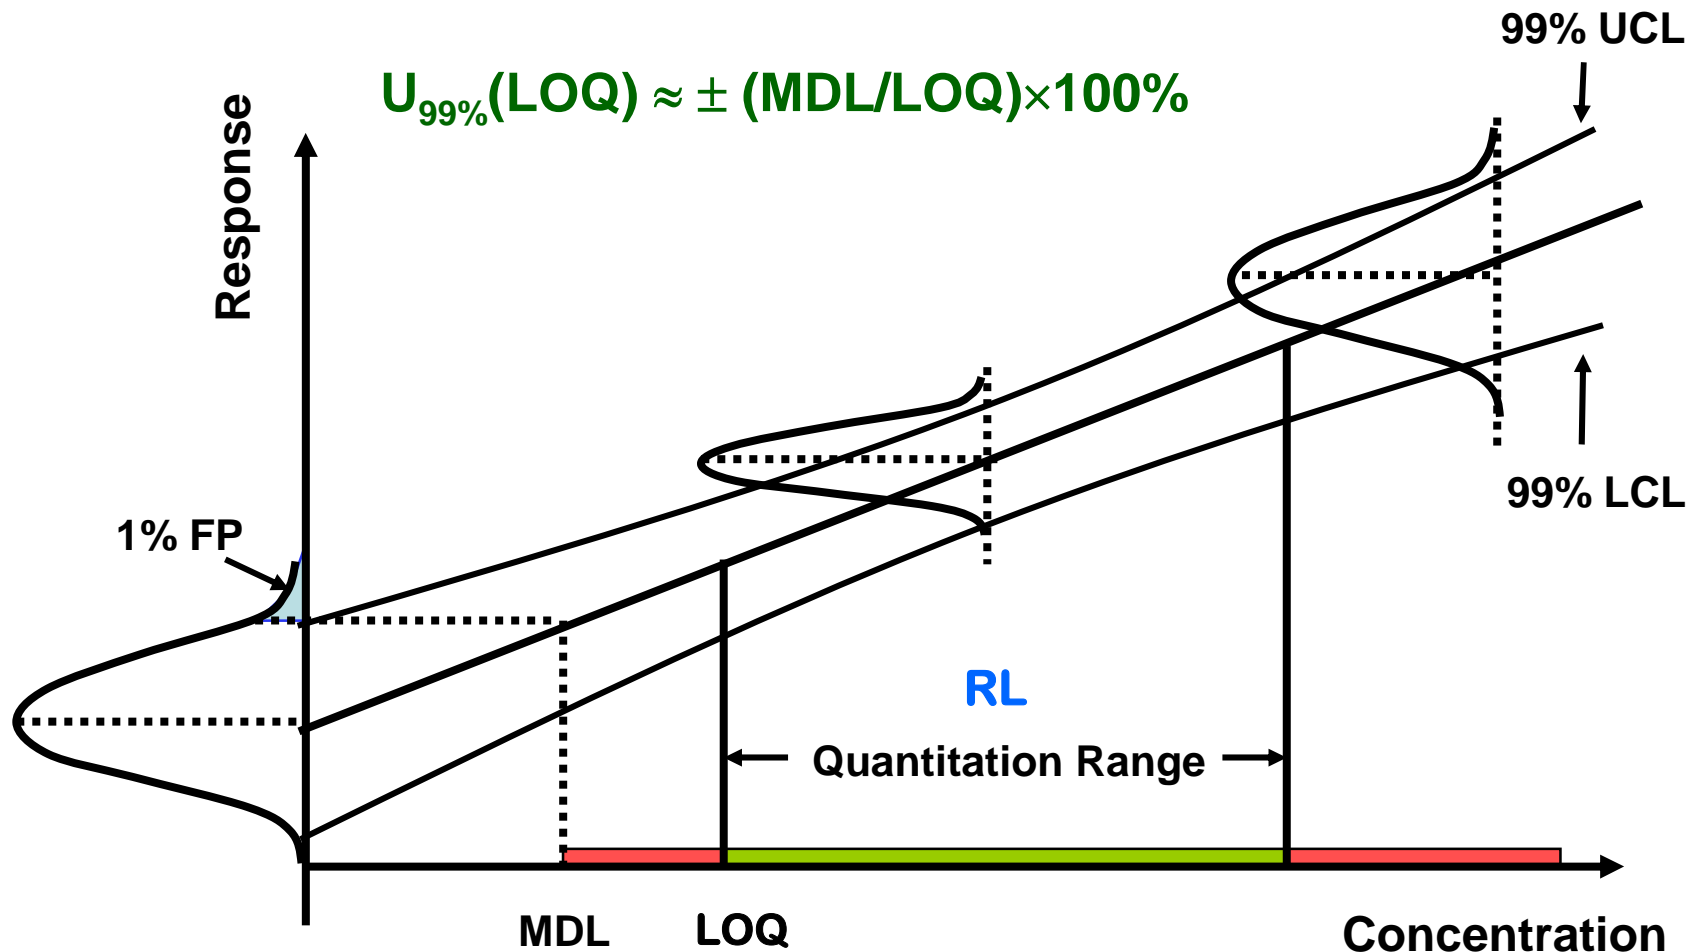 99% UCL
U99%(LOQ) ≈ ± (MDL/LOQ)×100%
Response
99% LCL
1% FP
RL
Quantitation Range
MDL
LOQ
Concentration